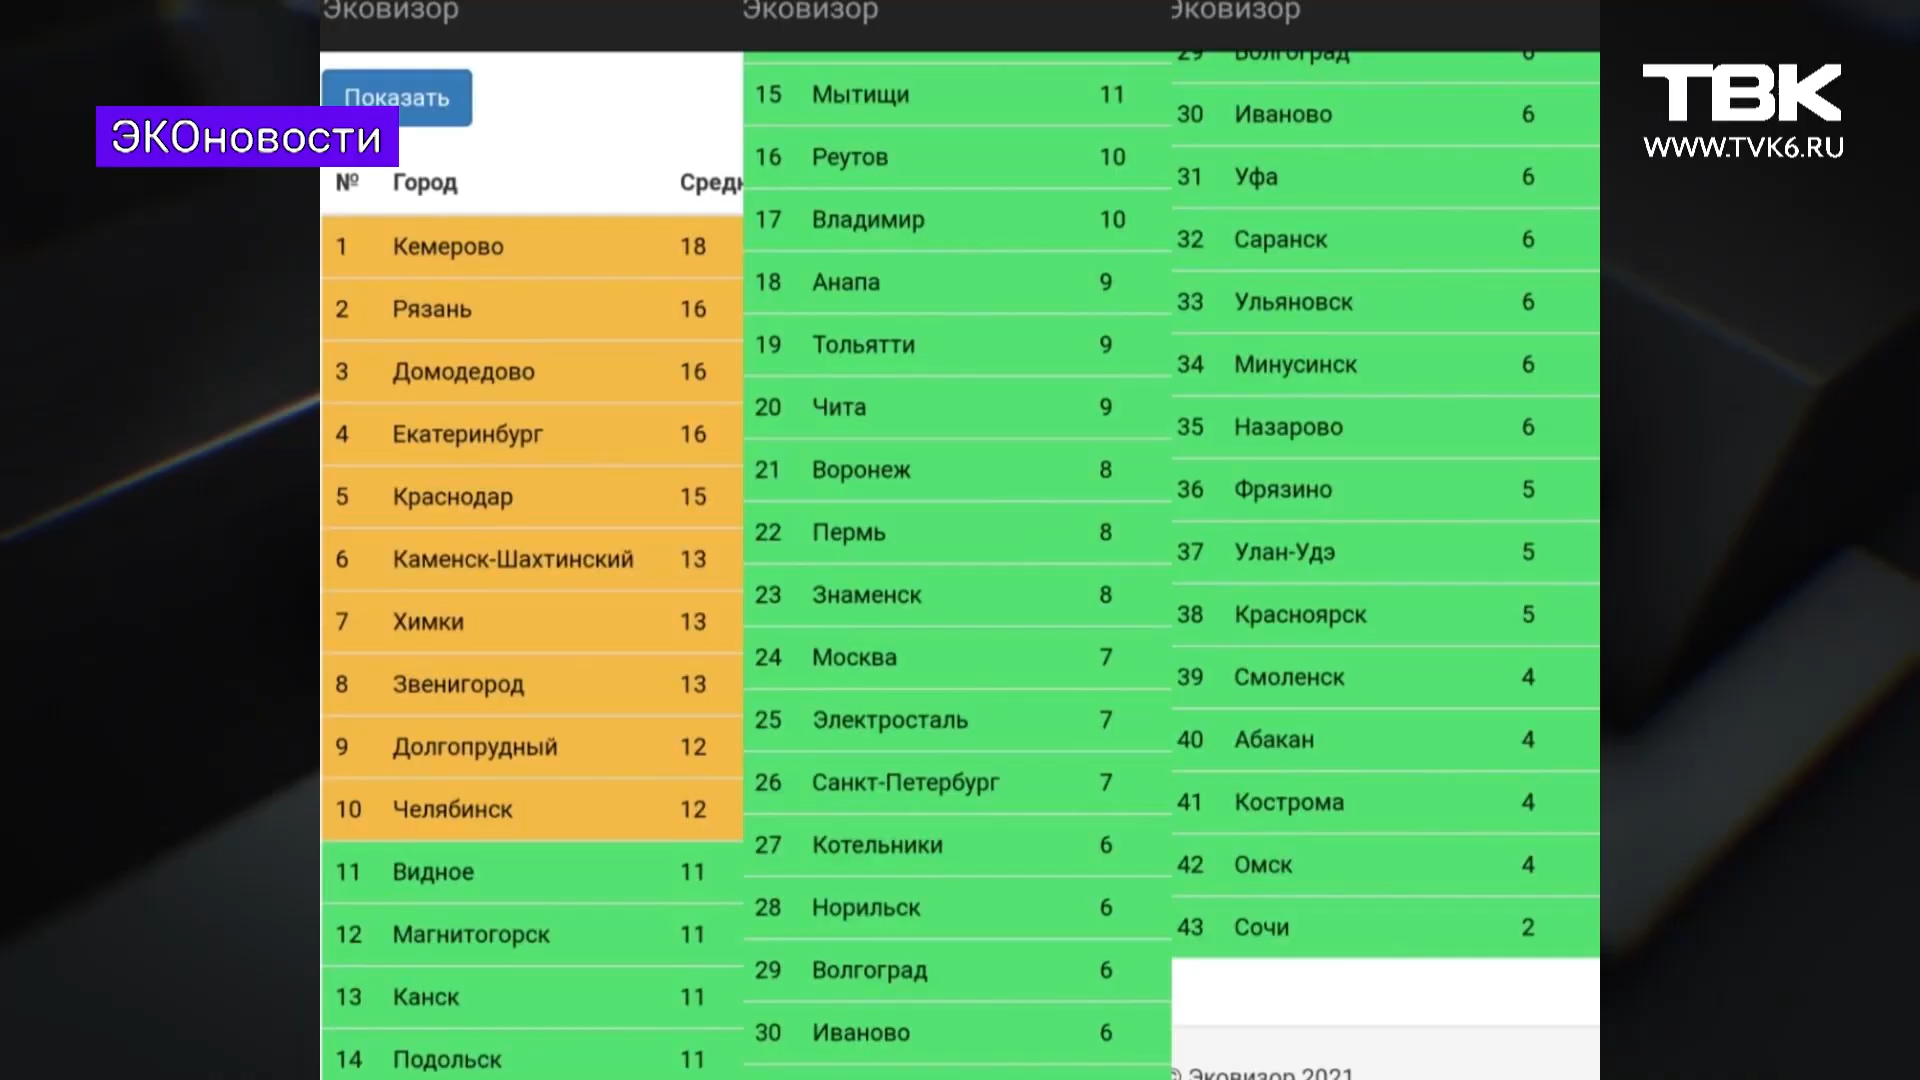 Эковизор
Показать
ЭКОновости
№ Город Средн
1 Кемерово 18
2 Рязань 16
3 Домодедово 16
4 Екатеринбург 16
5 Краснодар 15
6 Каменск-Шахтинский 13
7 Химки 13
8 Звенигород 13
9 Долгопрудный 12
10 Челябинск 12
11 Видное 11
12 Магнитогорск 11
13 Канск 11
14 Подольск 11
Эковизор
15 Мытищи 11
16 Реутов 10
17 Владимир 10
18 Анапа 9
19 Тольятти 9
20 Чита 9
21 Воронеж 8
22 Пермь 8
23 Знаменск 8
24 Москва 7
25 Электросталь 7
26 Санкт-Петербург 7
27 Котельники 6
28 Норильск 6
29 Волгоград 6
30 Иваново 6
Эковизор
29 Волгоград 6
30 Иваново 6
31 Уфа 6
32 Саранск 6
33 Ульяновск 6
34 Минусинск 6
35 Назарово 6
36 Фрязино 5
37 Улан-Удэ 5
38 Красноярск 5
39 Смоленск 4
40 Абакан 4
41 Кострома 4
42 Омск 4
43 Сочи 2
© Эковизор 2021
ТВК
WWW.TVK6.RU